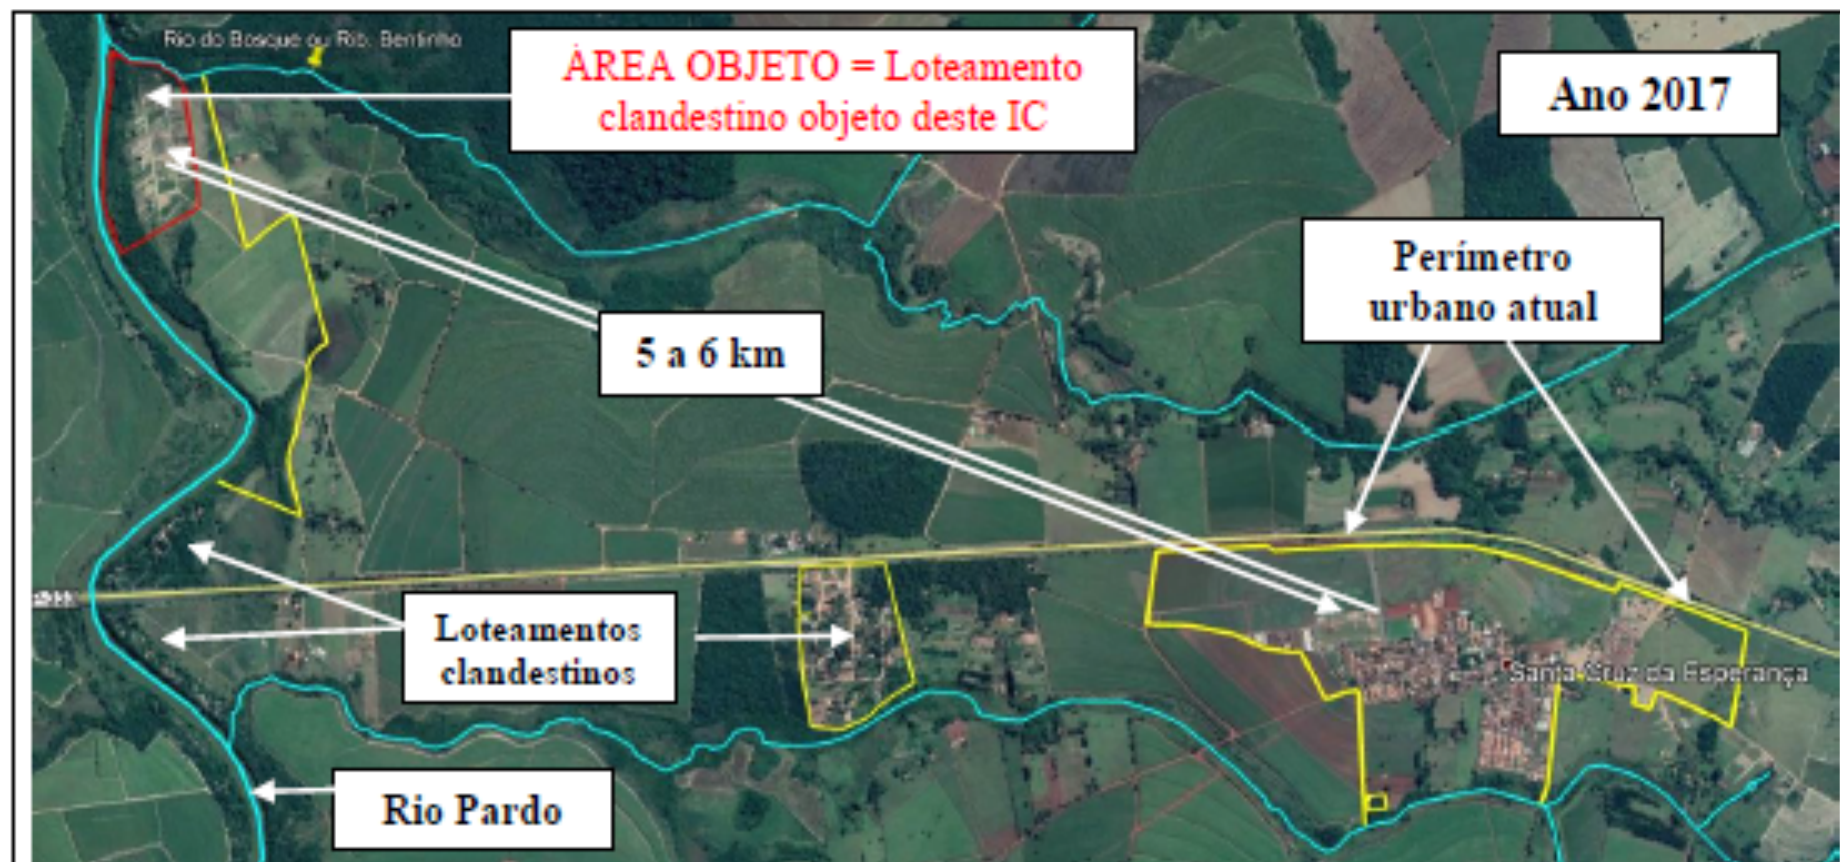 Rio do Bosque ou Rib. Bentinho
ÁREA OBJETO = Loteamento
clandestino objeto deste IC
Ano 2017
Perímetro
urbano atual
5 a 6 km
Loteamentos
clandestinos
Santa Cruz da Esperança
Rio Pardo